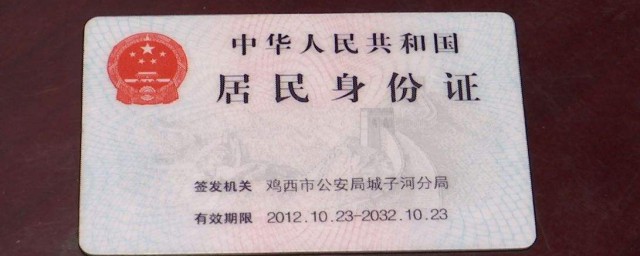 中华人民共和国
居民身份证
签发机关 鸡西市公安局城子河分局
有效期限 2012.10.23-2032.10.23